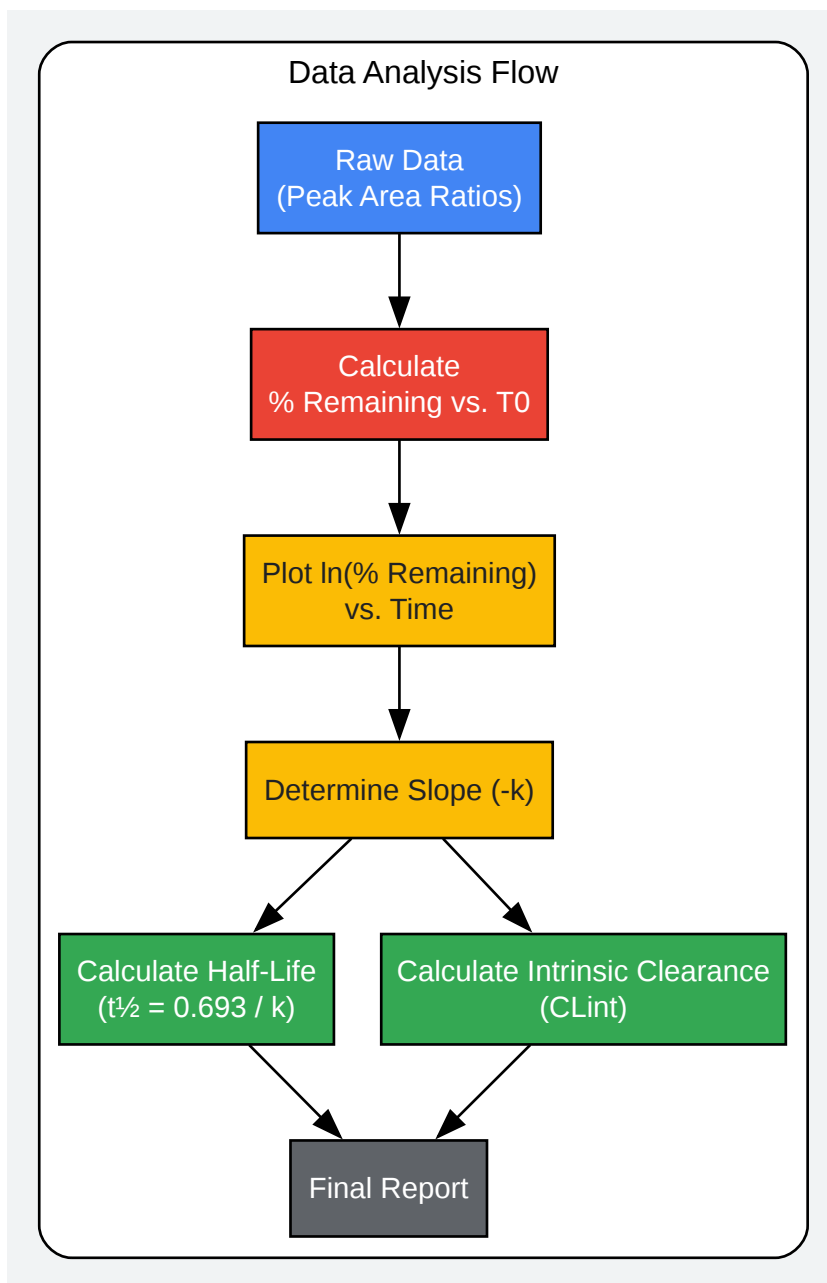 Data Analysis Flow
Raw Data
(Peak Area Ratios)
Calculate
% Remaining vs. T0
Plot ln(% Remaining)
vs. Time
Determine Slope (-k)
Calculate Half-Life
(t½ = 0.693 / k)
Calculate Intrinsic Clearance
(CLint)
Final Report